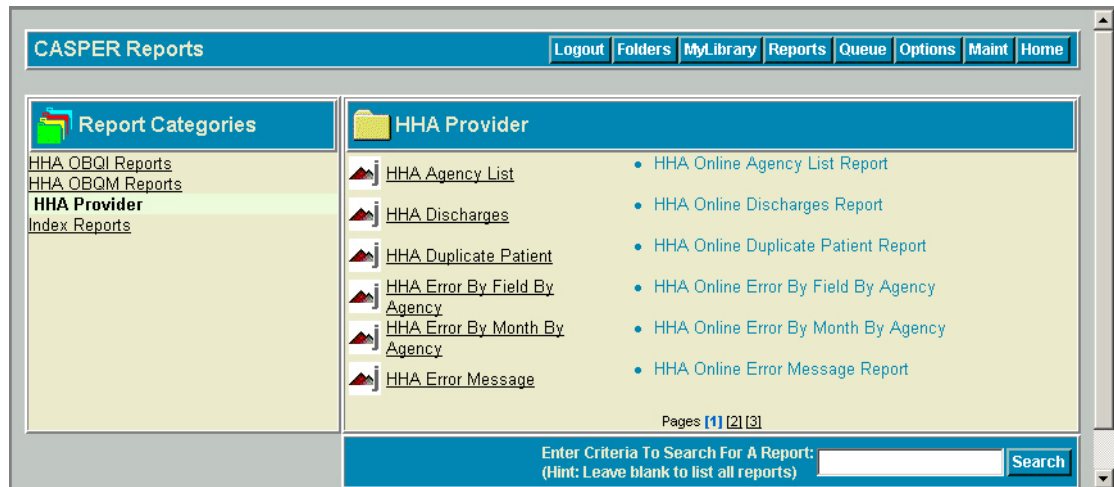 CASPER Reports
Logout Folders MyLibrary Reports Queue Options Maint Home
Report Categories
HHA OBQI Reports
HHA OBQM Reports
HHA Provider
Index Reports
HHA Provider
HHA Agency List
• HHA Online Agency List Report
HHA Discharges
• HHA Online Discharges Report
HHA Duplicate Patient
• HHA Online Duplicate Patient Report
HHA Error By Field By
Agency
• HHA Online Error By Field By Agency
HHA Error By Month By
Agency
• HHA Online Error By Month By Agency
HHA Error Message
• HHA Online Error Message Report
Pages [1] [2] [3]
Enter Criteria To Search For A Report:
(Hint: Leave blank to list all reports)
Search